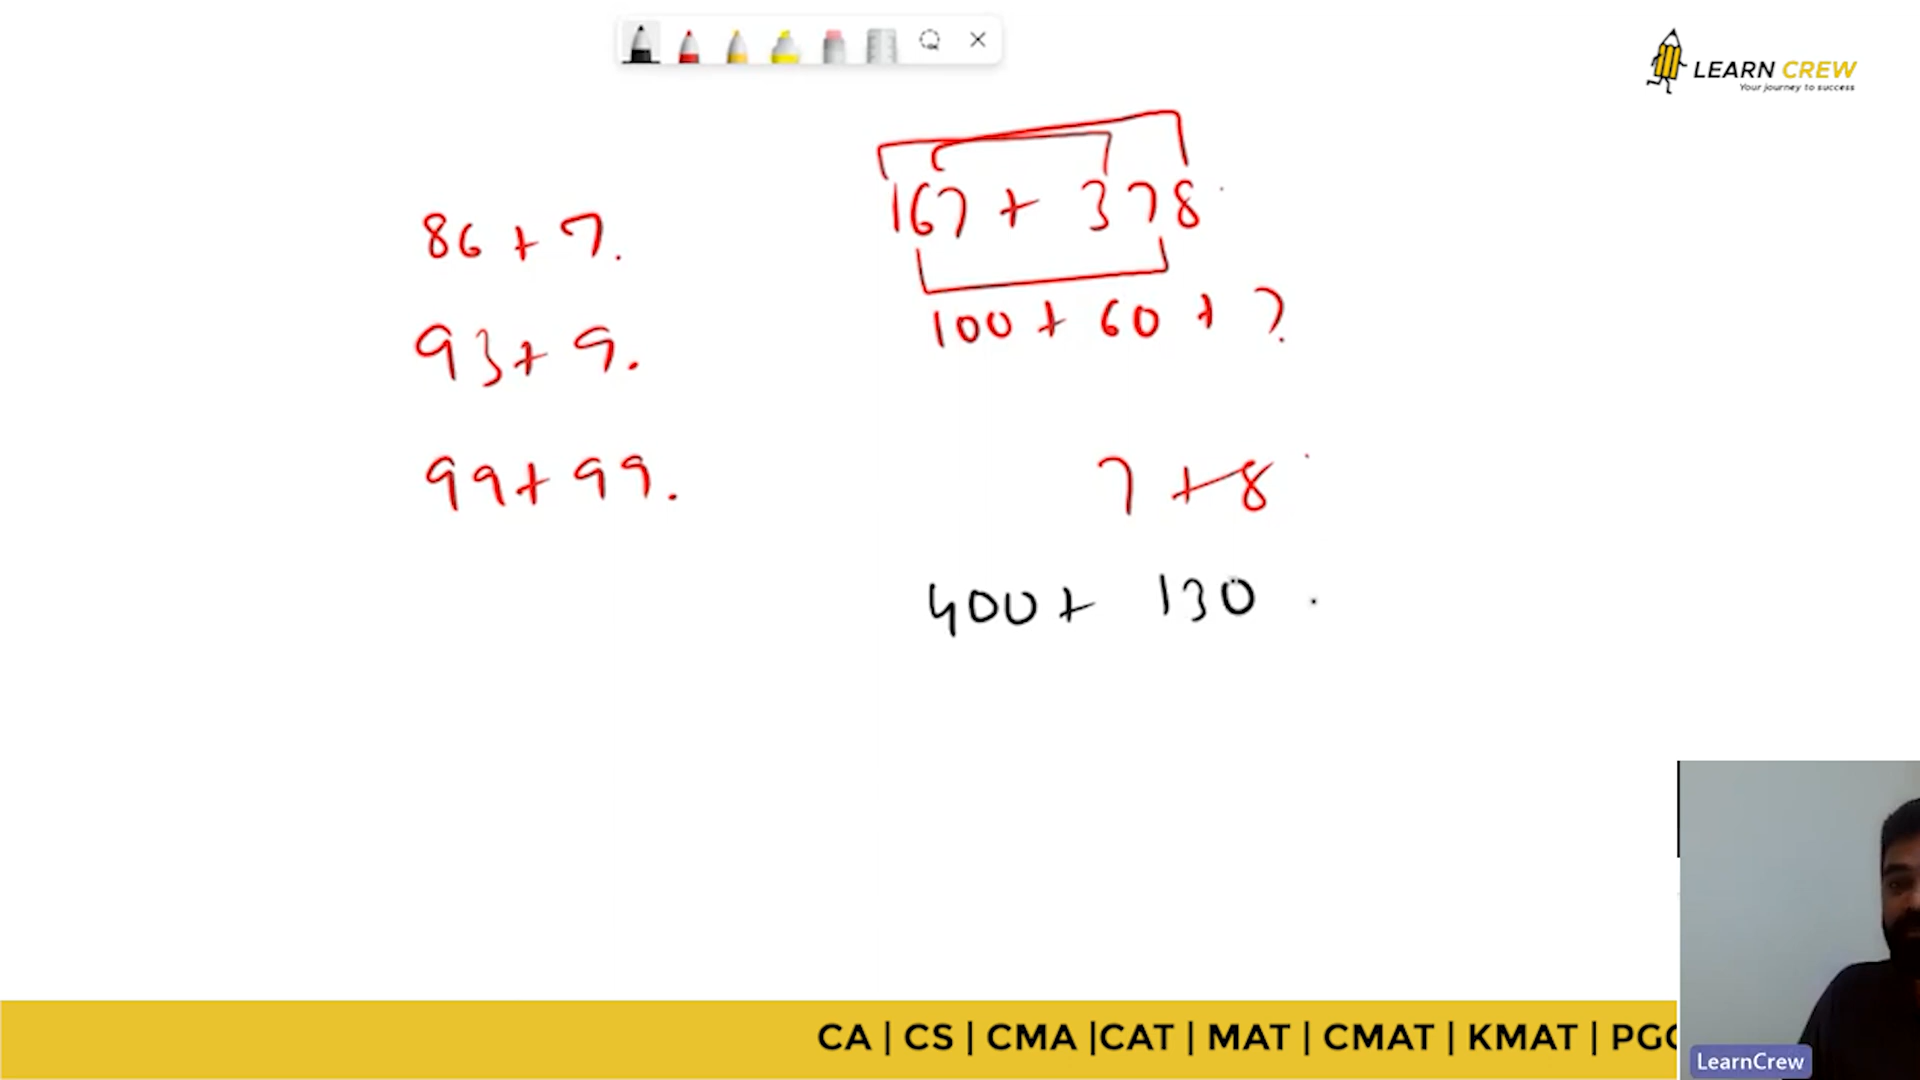 LEARN CREW
Your journey to success
86 + 7.
93 + 9.
99 + 99.
167 + 378
100 + 60 + 7
7 + 8
400 + 130
CA | CS | CMA |CAT | MAT | CMAT | KMAT | PGC
LearnCrew